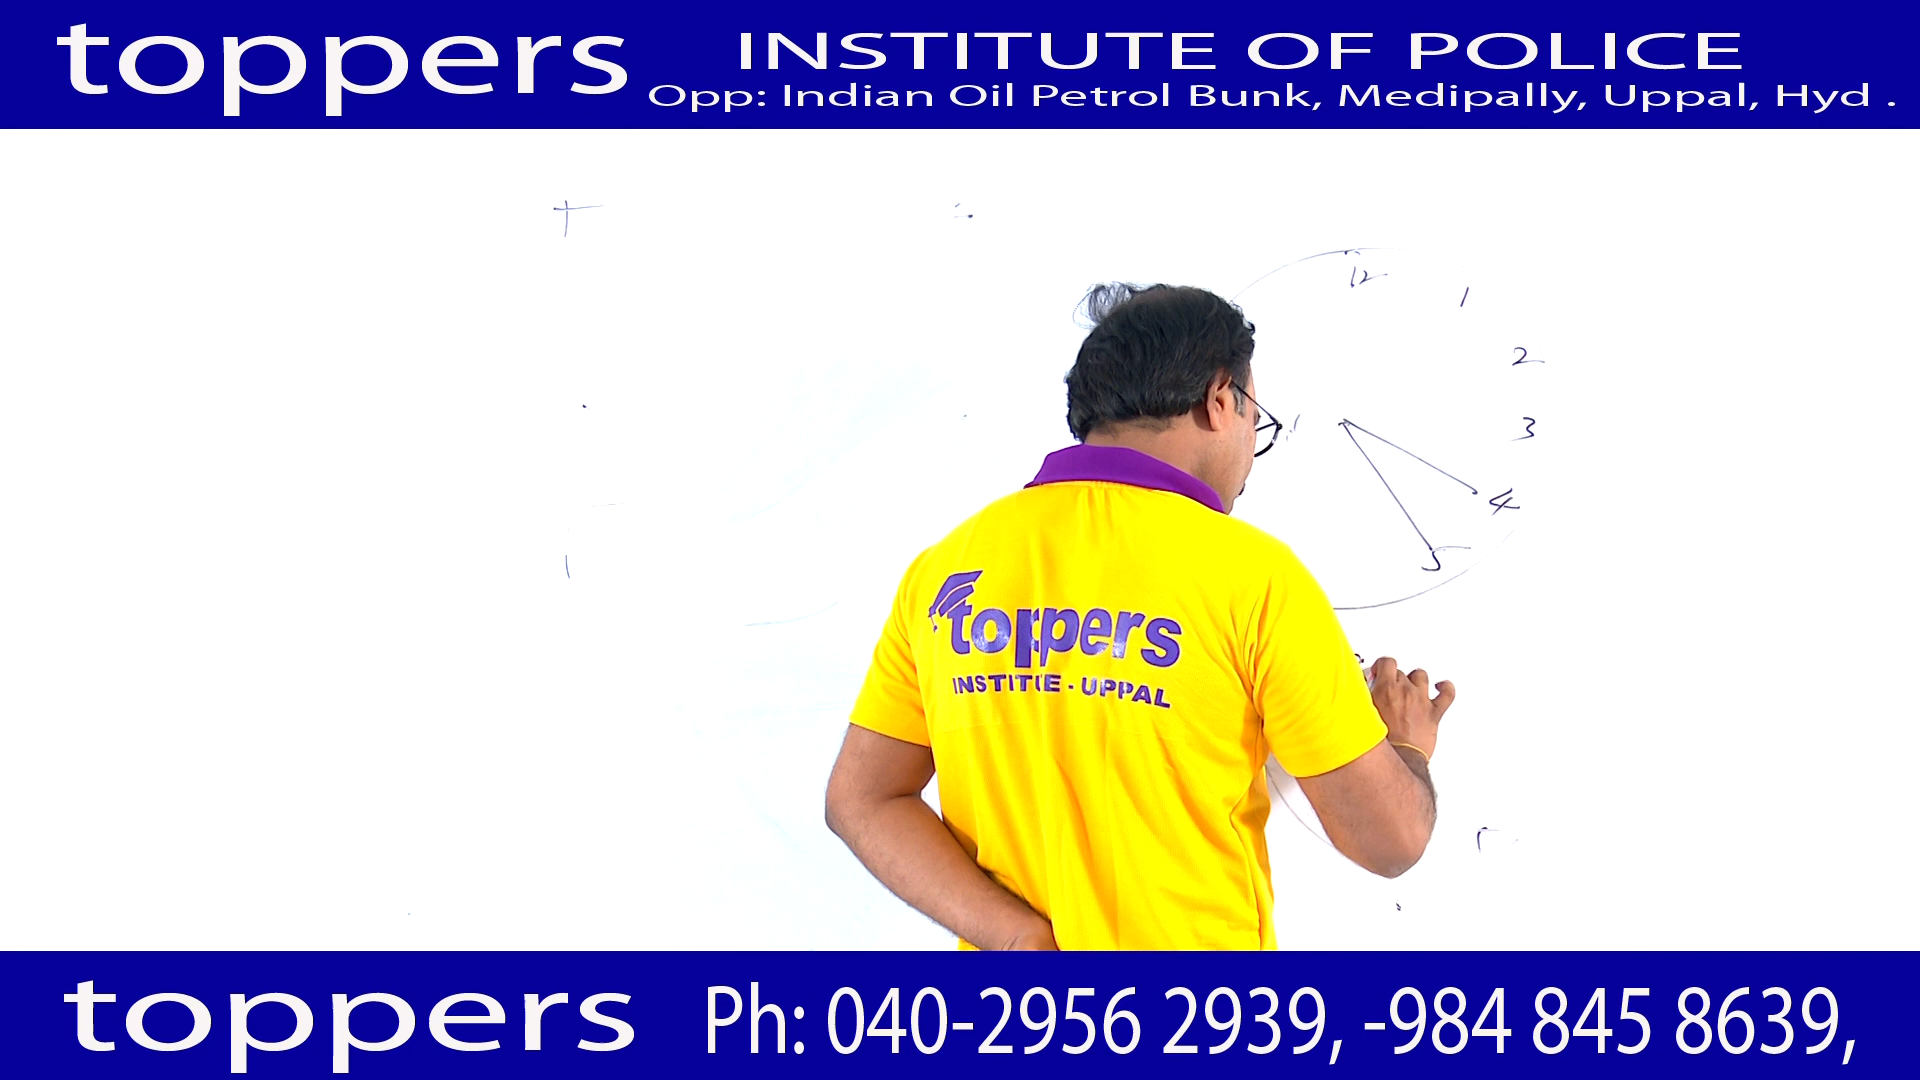 toppers
INSTITUTE OF POLICE
Opp: Indian Oil Petrol Bunk, Medipally, Uppal, Hyd .
12
1
2
3
4
5
toppers
INSTITUE - UPPAL
toppers
Ph: 040-2956 2939, -984 845 8639,